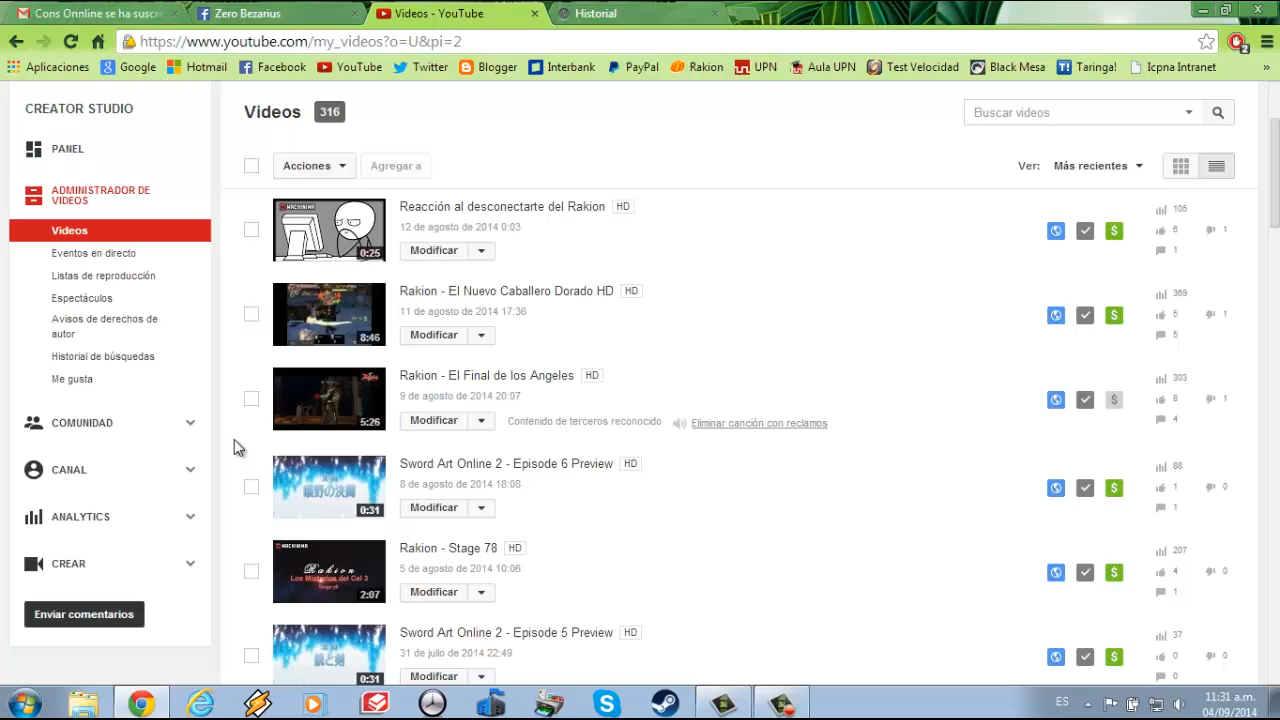 Cons Onnline se ha suscri
Zero Bezarius
Videos - YouTube
Historial
https://www.youtube.com/my_videos?o=U&pi=2
Aplicaciones
Google
Hotmail
Facebook
YouTube
Twitter
Blogger
Interbank
PayPal
Rakion
UPN
Aula UPN
Test Velocidad
Black Mesa
Taringa!
Icpna Intranet
»
CREATOR STUDIO
PANEL
ADMINISTRADOR DE
VIDEOS
Videos
Eventos en directo
Listas de reproducción
Espectáculos
Avisos de derechos de
autor
Historial de búsquedas
Me gusta
COMUNIDAD
CANAL
ANALYTICS
CREAR
Enviar comentarios
Videos 316
Buscar videos
Acciones
Agregar a
Ver: Más recientes
MACHINIMA
0:25
Reacción al desconectarte del Rakion HD
12 de agosto de 2014 0:03
Modificar
105
6 1
1
8:46
Rakion - El Nuevo Caballero Dorado HD HD
11 de agosto de 2014 17:36
Modificar
369
5 1
5
5:26
Rakion - El Final de los Angeles HD
9 de agosto de 2014 20:07
Modificar
Contenido de terceros reconocido
Eliminar canción con reclamos
303
8 1
4
0:31
Sword Art Online 2 - Episode 6 Preview HD
8 de agosto de 2014 18:08
Modificar
88
1 0
1
MACHINIMA
Rakion
Los Misterios del Cel 3
Stage 78
2:07
Rakion - Stage 78 HD
5 de agosto de 2014 10:06
Modificar
207
4 0
1
0:31
Sword Art Online 2 - Episode 5 Preview HD
31 de julio de 2014 22:49
Modificar
37
0 0
0
ES
11:31 a.m.
04/09/2014